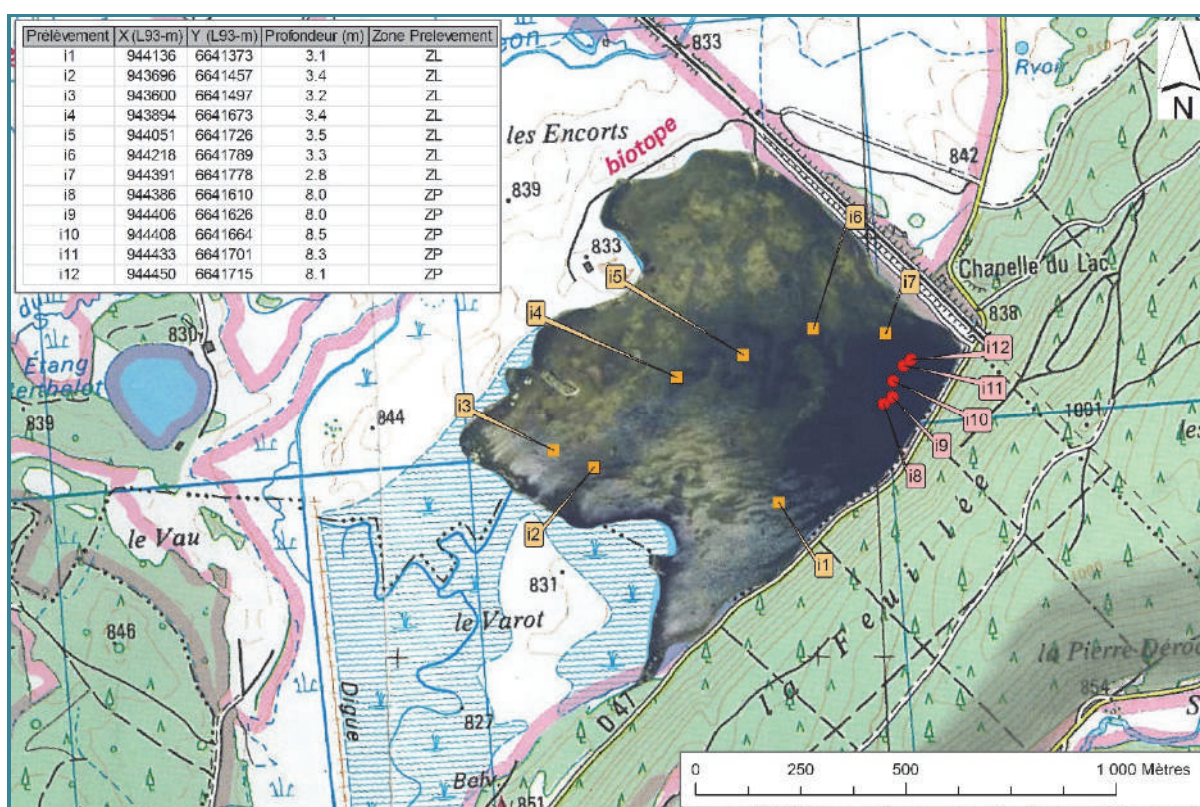 Prélèvement X (L93-m) Y (L93-m) Profondeur (m) Zone Prelevement
i1 944136 6641373 3.1 ZL
i2 943696 6641457 3.4 ZL
i3 943600 6641497 3.2 ZL
i4 943894 6641673 3.4 ZL
i5 944051 6641726 3.5 ZL
i6 944218 6641789 3.3 ZL
i7 944391 6641778 2.8 ZL
i8 944386 6641610 8.0 ZP
i9 944406 6641626 8.0 ZP
i10 944408 6641664 8.5 ZP
i11 944433 6641701 8.3 ZP
i12 944450 6641715 8.1 ZP
833
Rvoir
850
N
les Encorts
biotope
842
839
i6
833
Chapelle du Lac
i5
i7
i4
838
830
i12
Étang
i11
i3
844
i10
1001
839
les
i9
i8
le Vau
i2
i1
831
1000
846
le Varot
la Feuillée
la Pierre Déroc
854
Digue
827
D 47
S
Belv.
851
0 250 500 1 000 Mètres